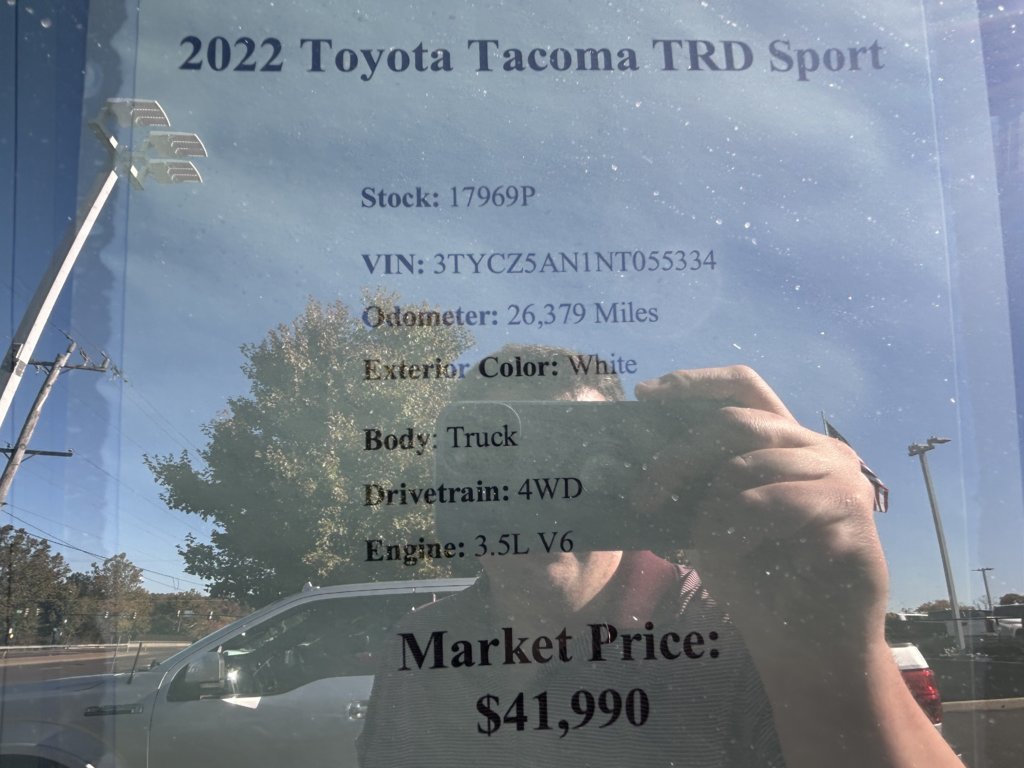 2022 Toyota Tacoma TRD Sport
Stock: 17969P
VIN: 3TYCZ5AN1NT055334
Odometer: 26,379 Miles
Exterior Color: White
Body: Truck
Drivetrain: 4WD
Engine: 3.5L V6
Market Price:
$41,990